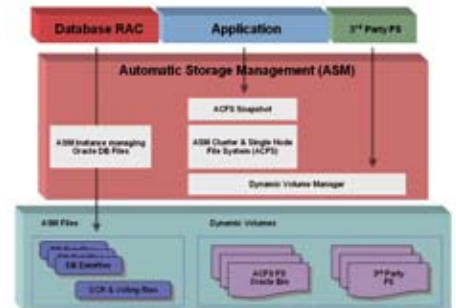 Database RAC
Application
3rd Party FS
Automatic Storage Management (ASM)
ACFS Snapshot
ASM Instance managing
Oracle DB Files
ASM Cluster & Single Node
File System (ACFS)
Dynamic Volume Manager
ASM Files
Dynamic Volumes
DB Datafiles
OCR & Voting files
ACFS FS
Oracle Bin
3rd Party
FS